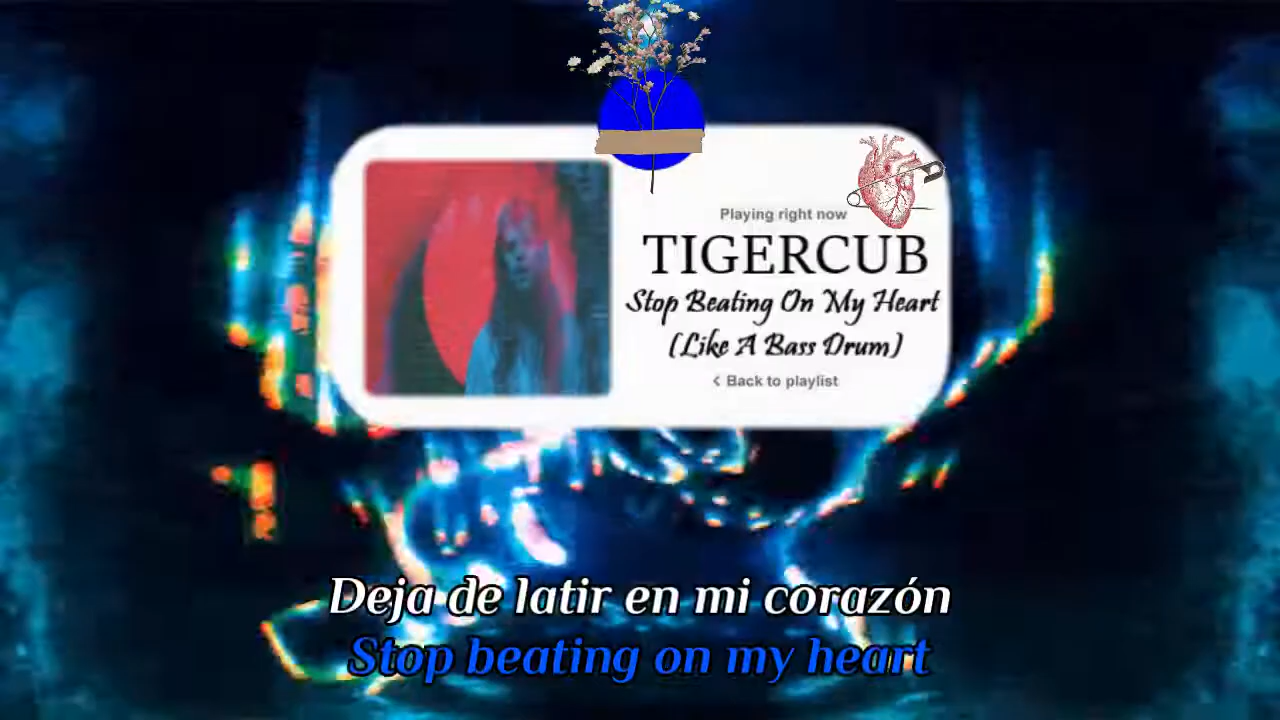 Playing right now
TIGERCUB
Stop Beating On My Heart
(Like A Bass Drum)
< Back to playlist
Deja de latir en mi corazón
Stop beating on my heart